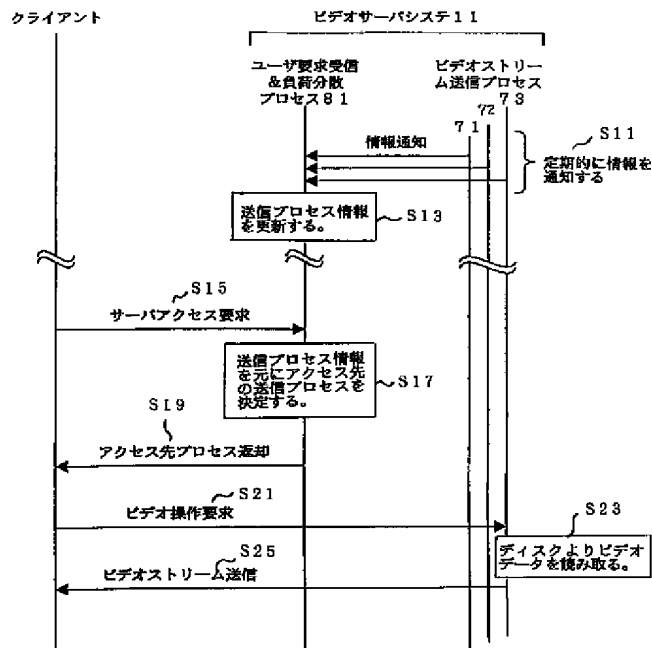 クライアント
ビデオサーバシステ11
ユーザ要求受信
&負荷分散
プロセス81
ビデオストリー
ム送信プロセス
73
72
71
情報通知
S11
定期的に情報を
通知する
送信プロセス情報
を更新する。
S13
S15
サーバアクセス要求
送信プロセス情報
を元にアクセス先
の送信プロセスを
決定する。
S17
S19
アクセス先プロセス返却
S21
ビデオ操作要求
S23
ディスクよりビデオ
データを読み取る。
S25
ビデオストリーム送信